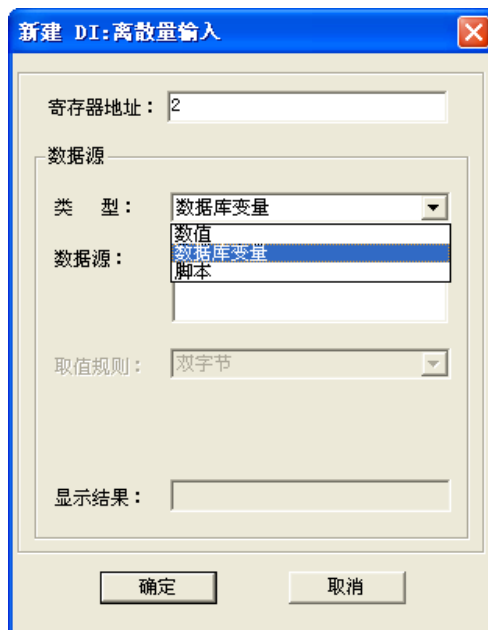 新建 DI:离散量输入
寄存器地址： 2
数据源
类 型： 数据库变量
数值
数据源： 数据库变量
脚本
取值规则： 双字节
显示结果：
确定 取消